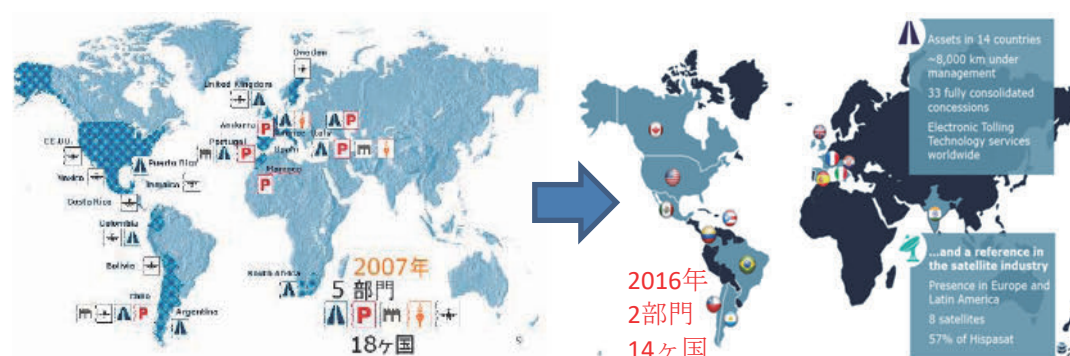 Sweden
United Kingdom
Andorra
Portugal
Italy
Spain
Marruecos
EE.UU.
Puerto Rico
Mexico
Jamaica
Costa Rica
Colombia
Bolivia
Chile
Argentina
South Africa
2007年
5 部門
P
18ヶ国
9
Assets in 14 countries
~8,000 km under
management
33 fully consolidated
concessions
Electronic Tolling
Technology services
worldwide
...and a reference in
the satellite industry
Presence in Europe and
Latin America
8 satellites
57% of Hispasat
2016年
2部門
14ヶ国